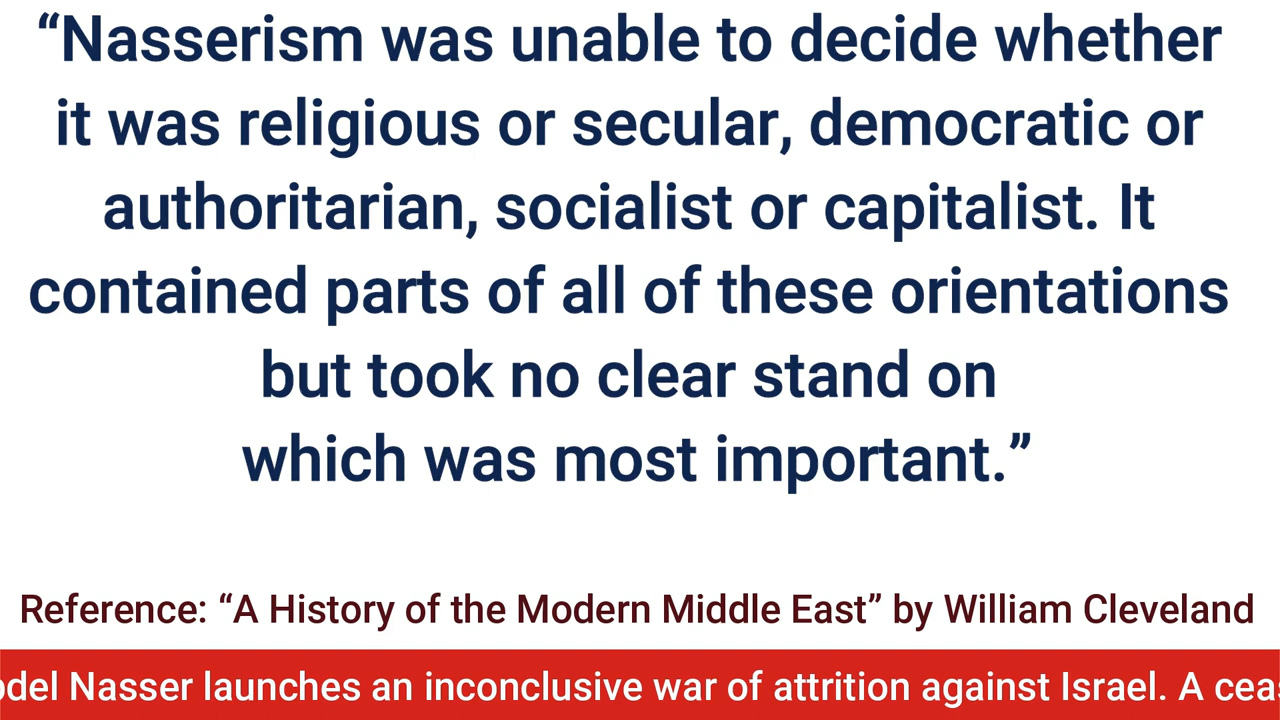 “Nasserism was unable to decide whether
it was religious or secular, democratic or
authoritarian, socialist or capitalist. It
contained parts of all of these orientations
but took no clear stand on
which was most important.”
Reference: “A History of the Modern Middle East” by William Cleveland
Nasser launches an inconclusive war of attrition against Israel. A